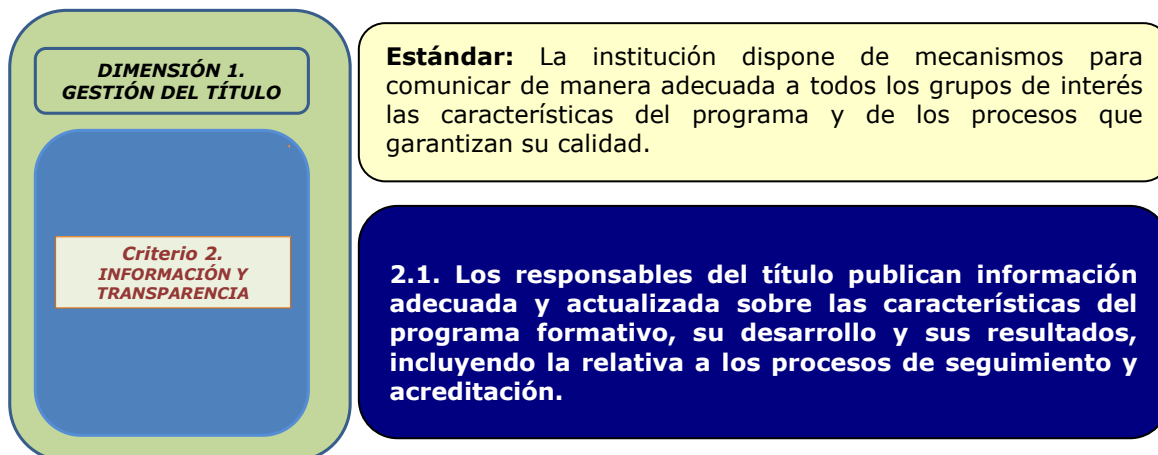 DIMENSIÓN 1.
GESTIÓN DEL TÍTULO
Criterio 2.
INFORMACIÓN Y
TRANSPARENCIA
Estándar: La institución dispone de mecanismos para
comunicar de manera adecuada a todos los grupos de interés
las características del programa y de los procesos que
garantizan su calidad.
2.1. Los responsables del título publican información
adecuada y actualizada sobre las características del
programa formativo, su desarrollo y sus resultados,
incluyendo la relativa a los procesos de seguimiento y
acreditación.